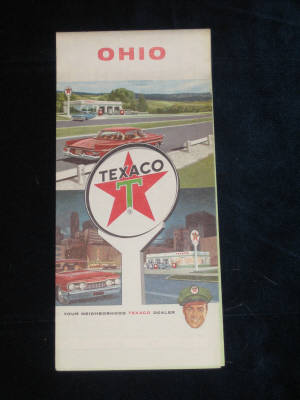 OHIO
TEXACO
T
®
YOUR NEIGHBORHOOD TEXACO DEALER